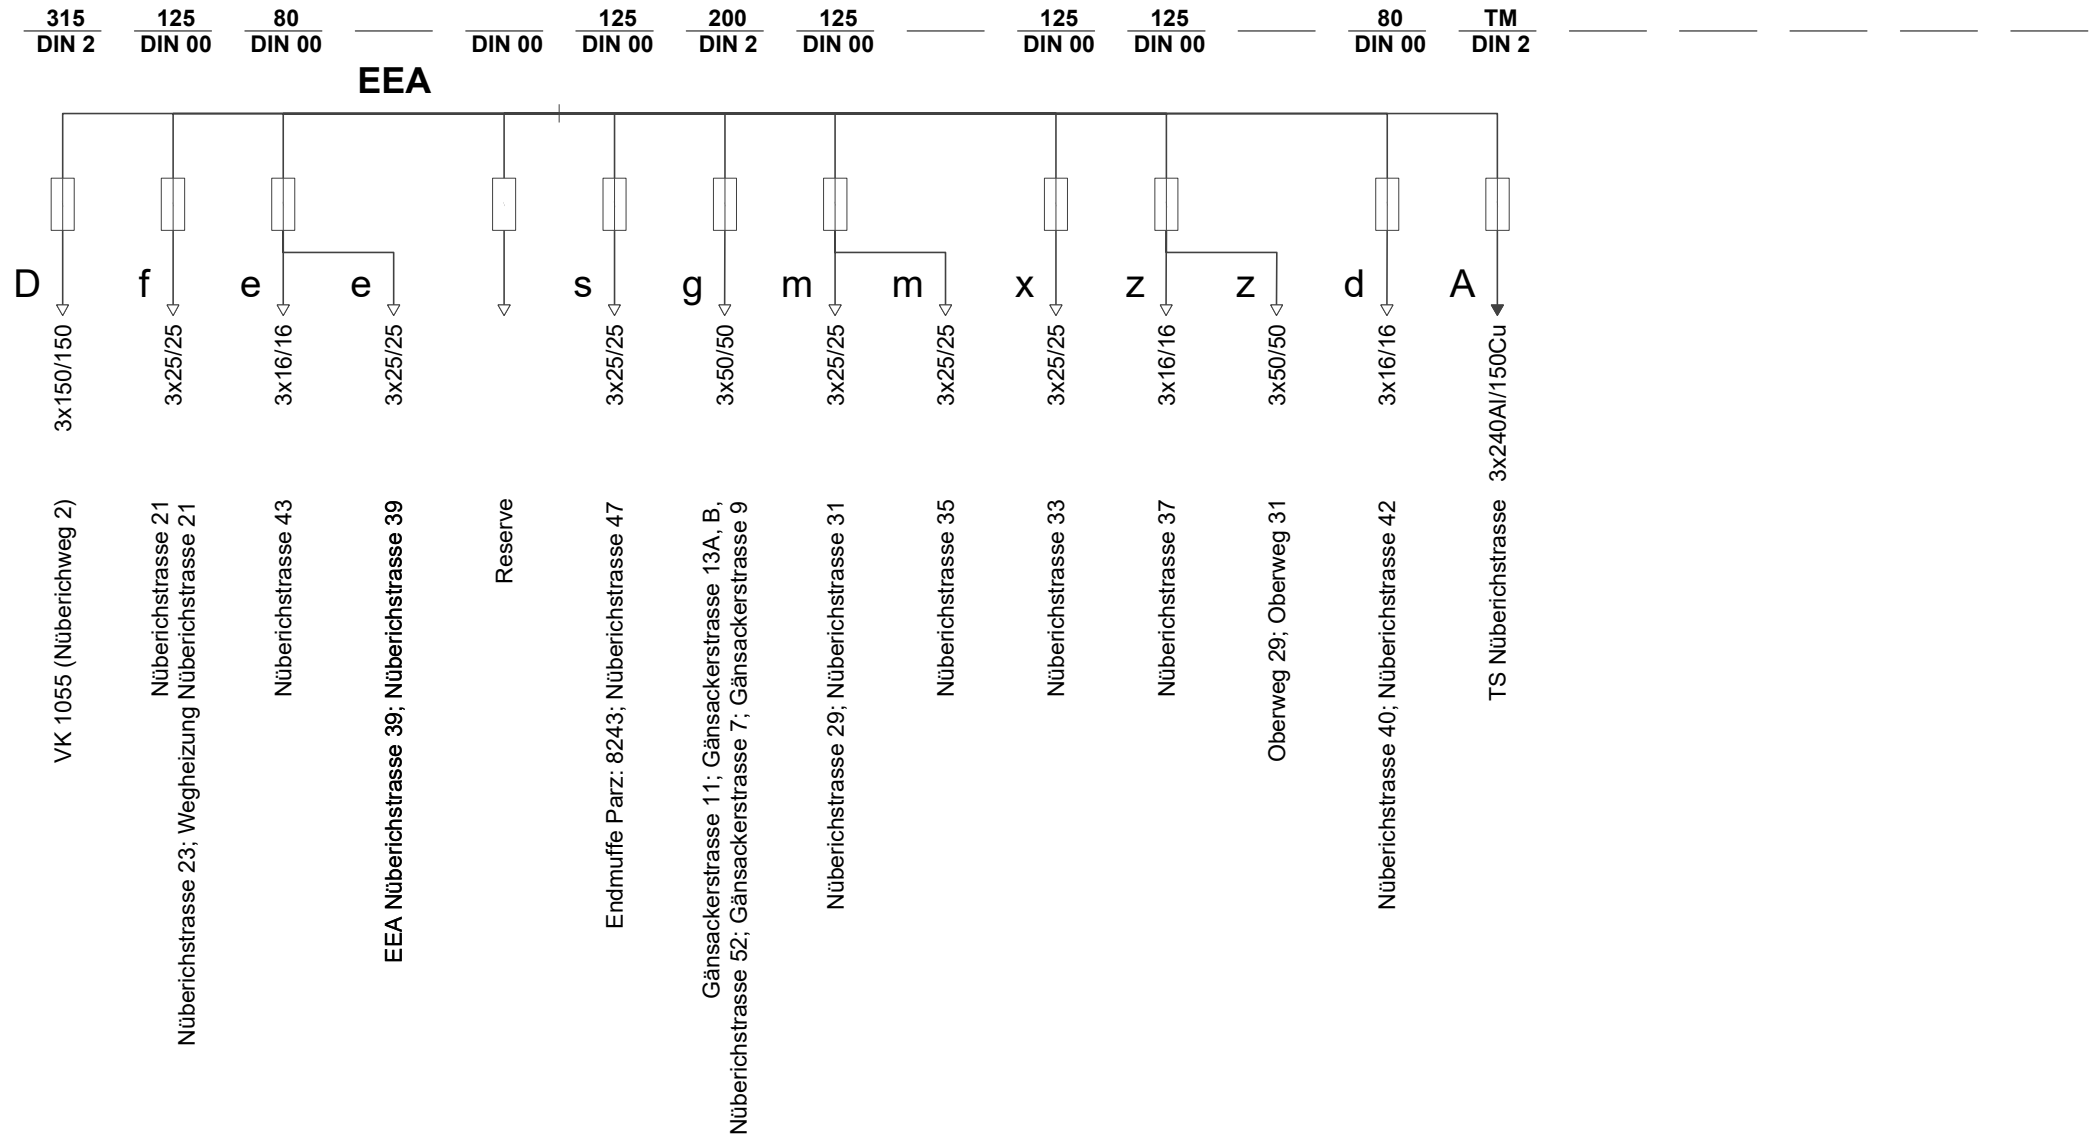 315
DIN 2
125
DIN 00
80
DIN 00
DIN 00
125
DIN 00
200
DIN 2
125
DIN 00
125
DIN 00
125
DIN 00
80
DIN 00
TM
DIN 2
EEA
D
f
e
e
s
g
m
m
x
z
z
d
A
3x150/150
3x25/25
3x16/16
3x25/25
3x25/25
3x50/50
3x25/25
3x25/25
3x25/25
3x16/16
3x50/50
3x16/16
3x240Al/150Cu
VK 1055 (Nüberichweg 2)
Nüberichstrasse 21
Nüberichstrasse 23; Wegheizung Nüberichstrasse 21
Nüberichstrasse 43
EEA Nüberichstrasse 39; Nüberichstrasse 39
Reserve
Endmuffe Parz: 8243; Nüberichstrasse 47
Gänsackerstrasse 11; Gänsackerstrasse 13A, B,
Nüberichstrasse 52; Gänsackerstrasse 7; Gänsackerstrasse 9
Nüberichstrasse 29; Nüberichstrasse 31
Nüberichstrasse 35
Nüberichstrasse 33
Nüberichstrasse 37
Oberweg 29; Oberweg 31
Nüberichstrasse 40; Nüberichstrasse 42
TS Nüberichstrasse